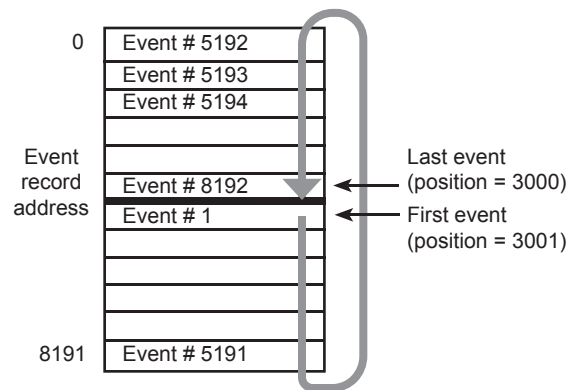 0
Event # 5192
Event # 5193
Event # 5194
Event
record
address
Event # 8192
Event # 1
Last event
(position = 3000)
First event
(position = 3001)
8191
Event # 5191